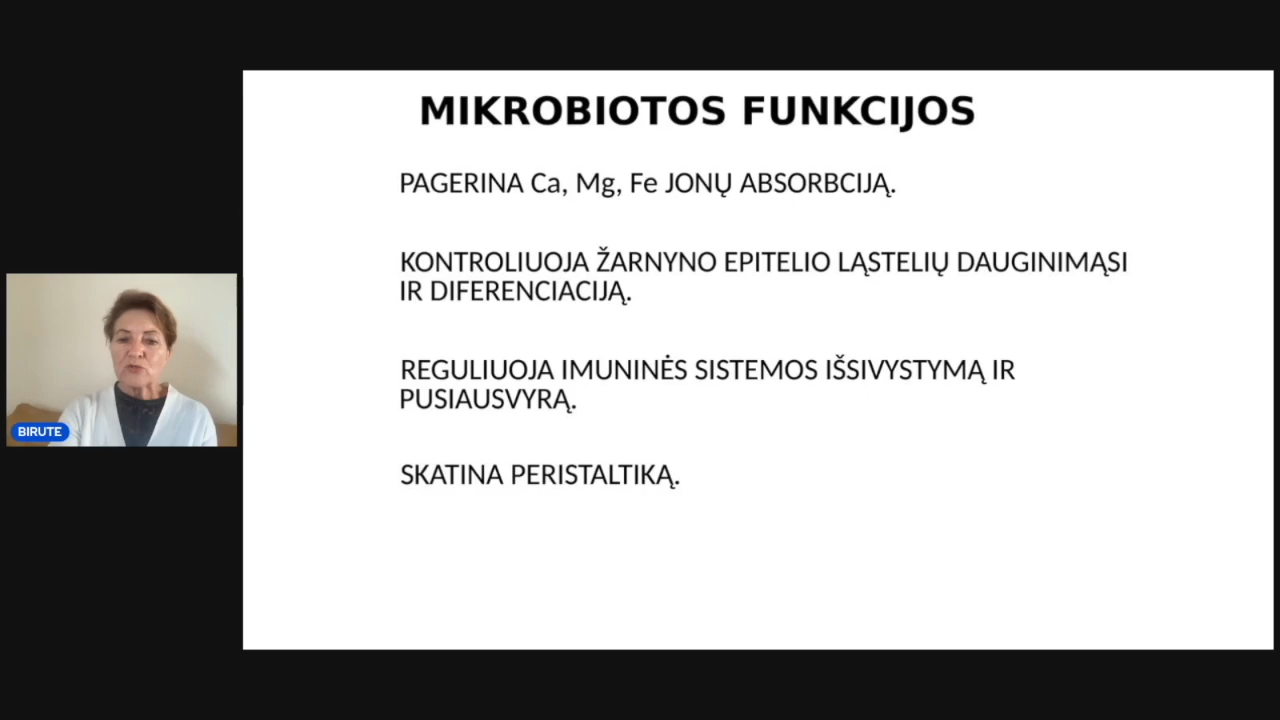 MIKROBIOTOS FUNKCIJOS
PAGERINA Ca, Mg, Fe JONŲ ABSORBCIJĄ.
KONTROLIUOJA ŽARNYNO EPITELIO LĄSTELIŲ DAUGINIMĄSI
IR DIFERENCIACIJĄ.
REGULIUOJA IMUNINĖS SISTEMOS IŠSIVYSTYMĄ IR
PUSIAUSVYRĄ.
SKATINA PERISTALTIKĄ.
BIRUTE